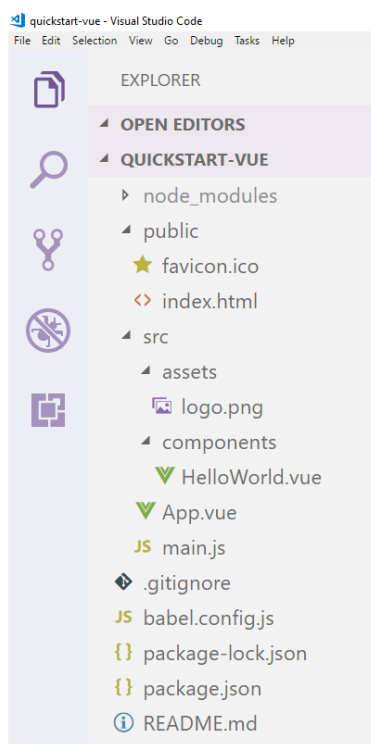 quickstart-vue - Visual Studio Code
File Edit Selection View Go Debug Tasks Help
EXPLORER
OPEN EDITORS
QUICKSTART-VUE
node_modules
public
favicon.ico
<> index.html
src
assets
logo.png
components
HelloWorld.vue
App.vue
JS main.js
.gitignore
JS babel.config.js
{} package-lock.json
{} package.json
README.md